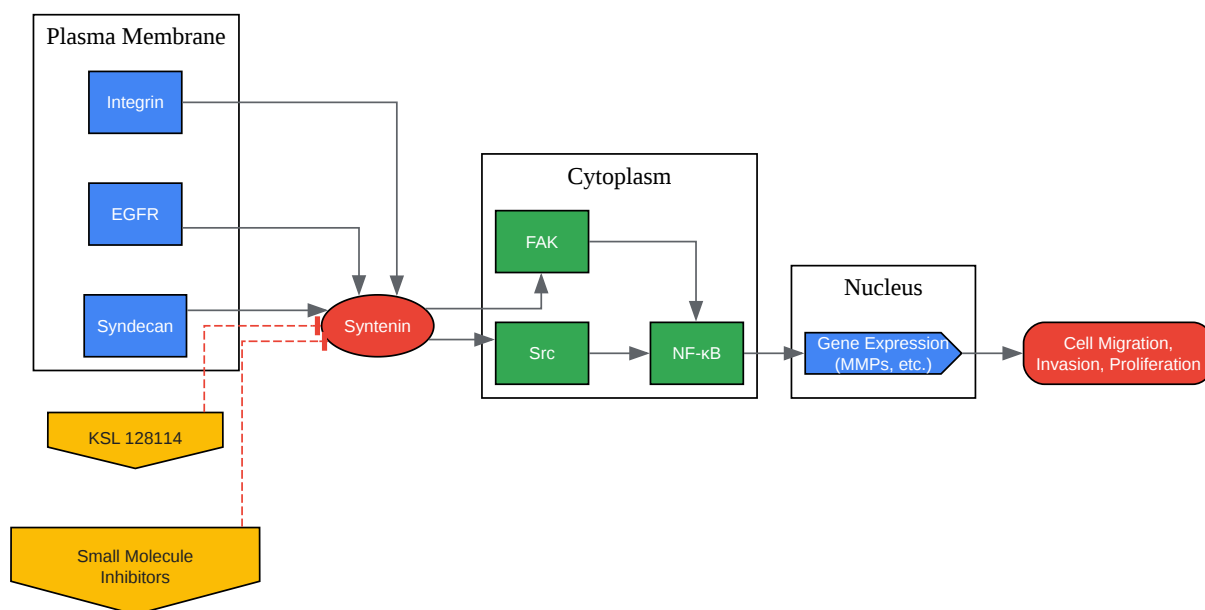 Plasma Membrane
Integrin
EGFR
Syndecan
Syntenin
Cytoplasm
FAK
Src
NF-κB
Nucleus
Gene Expression
(MMPs, etc.)
Cell Migration,
Invasion, Proliferation
KSL 128114
Small Molecule
Inhibitors